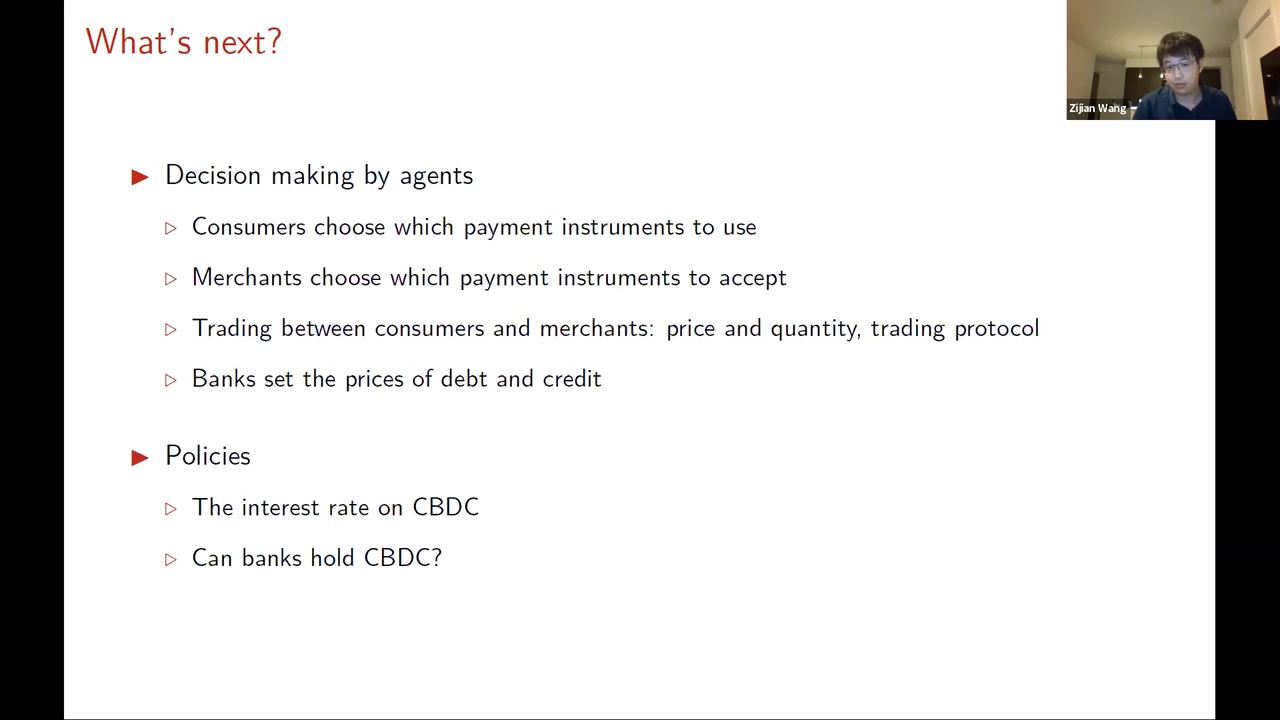 What's next?
Zijian Wang
Decision making by agents
Consumers choose which payment instruments to use
Merchants choose which payment instruments to accept
Trading between consumers and merchants: price and quantity, trading protocol
Banks set the prices of debt and credit
Policies
The interest rate on CBDC
Can banks hold CBDC?